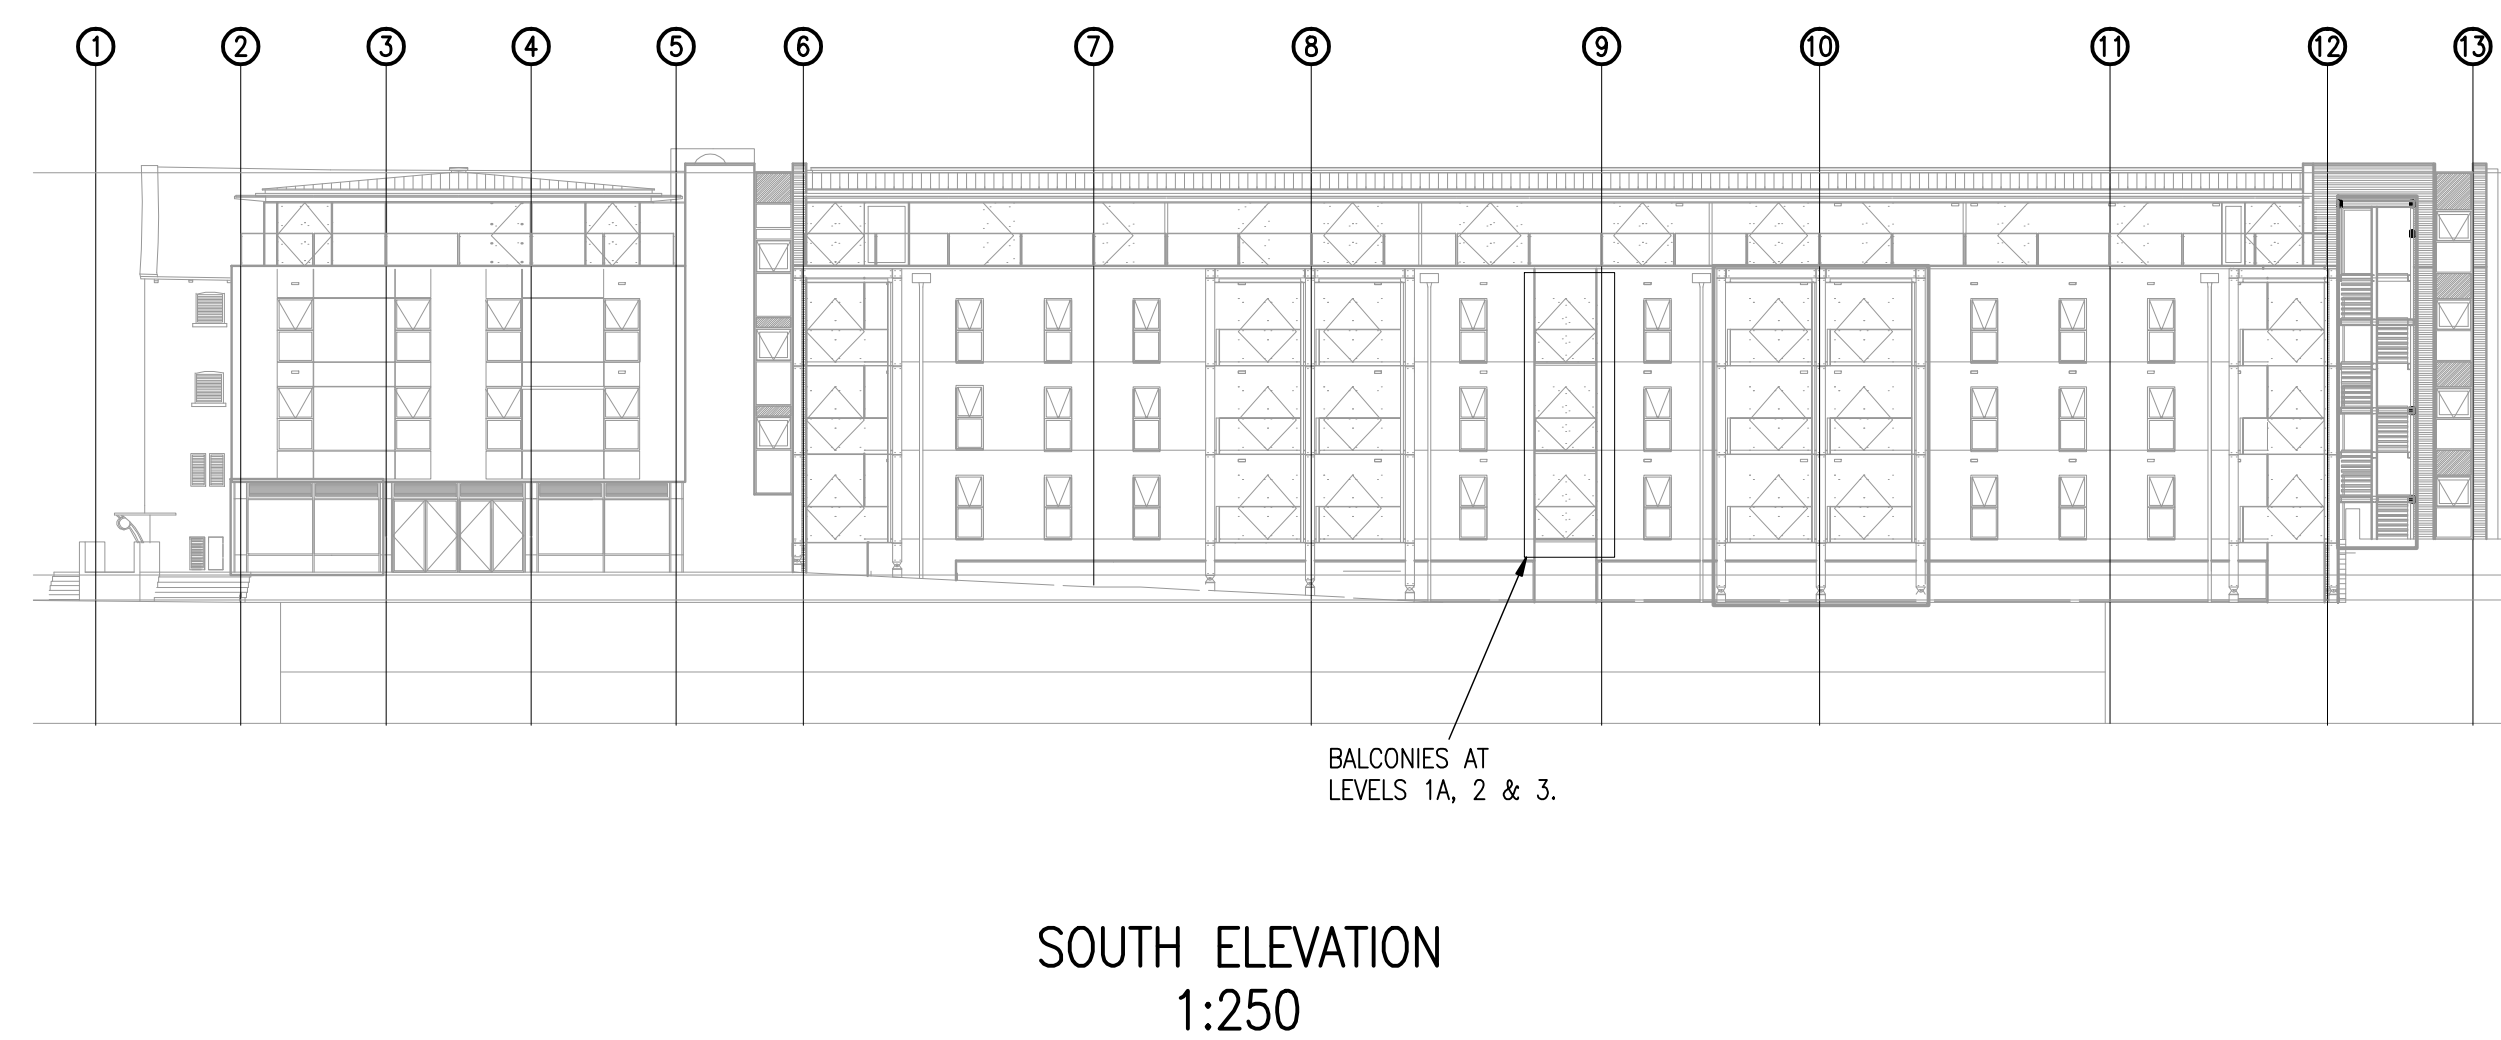 1 2 3 4 5 6 7 8 9 10 11 12 13
BALCONIES AT
LEVELS 1A, 2 & 3.
SOUTH ELEVATION
1:250